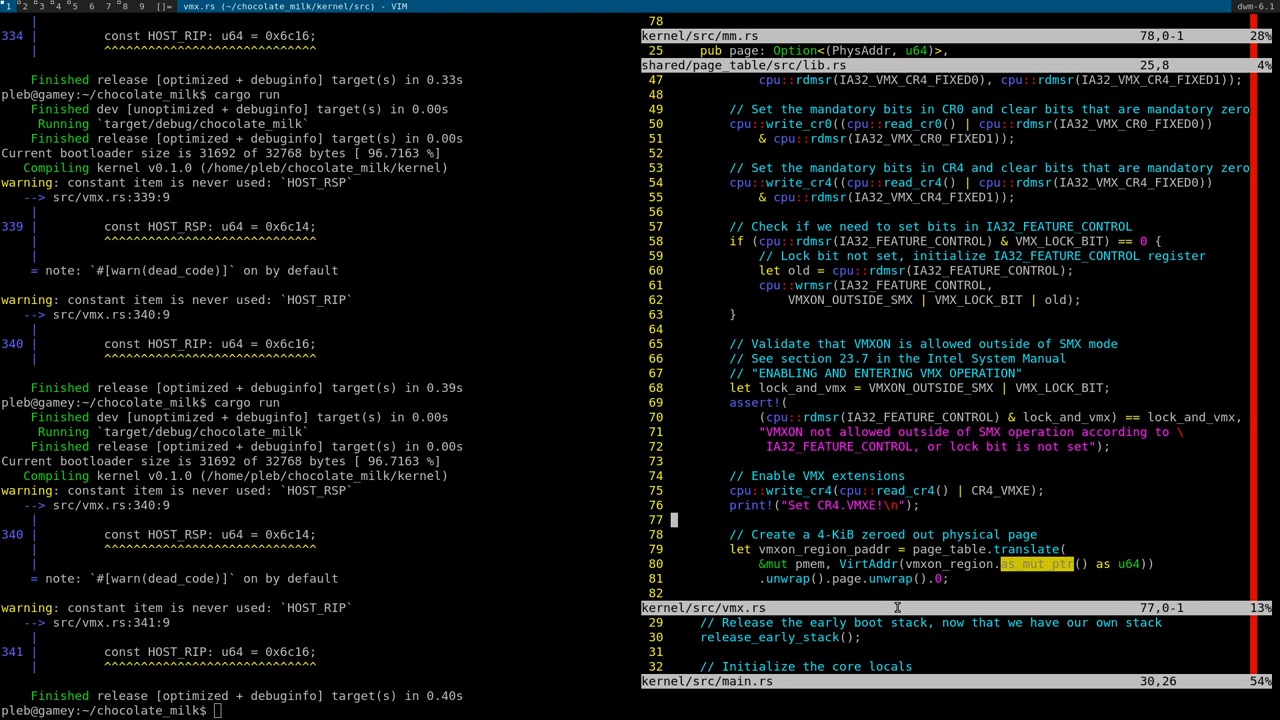 1 2 3 4 5 6 7 8 9 []= vmx.rs (~/chocolate_milk/kernel/src) - VIM dwm-6.1
|
334 | const HOST_RIP: u64 = 0x6c16;
| ^^^^^^^^^^^^^^^^^^^^^^^^^^^^^
Finished release [optimized + debuginfo] target(s) in 0.33s
pleb@gamey:~/chocolate_milk$ cargo run
Finished dev [unoptimized + debuginfo] target(s) in 0.00s
Running `target/debug/chocolate_milk`
Finished release [optimized + debuginfo] target(s) in 0.00s
Current bootloader size is 31692 of 32768 bytes [ 96.7163 %]
Compiling kernel v0.1.0 (/home/pleb/chocolate_milk/kernel)
warning: constant item is never used: `HOST_RSP`
--> src/vmx.rs:339:9
|
339 | const HOST_RSP: u64 = 0x6c14;
| ^^^^^^^^^^^^^^^^^^^^^^^^^^^^^
|
= note: `#[warn(dead_code)]` on by default
warning: constant item is never used: `HOST_RIP`
--> src/vmx.rs:340:9
|
340 | const HOST_RIP: u64 = 0x6c16;
| ^^^^^^^^^^^^^^^^^^^^^^^^^^^^^
Finished release [optimized + debuginfo] target(s) in 0.39s
pleb@gamey:~/chocolate_milk$ cargo run
Finished dev [unoptimized + debuginfo] target(s) in 0.00s
Running `target/debug/chocolate_milk`
Finished release [optimized + debuginfo] target(s) in 0.00s
Current bootloader size is 31692 of 32768 bytes [ 96.7163 %]
Compiling kernel v0.1.0 (/home/pleb/chocolate_milk/kernel)
warning: constant item is never used: `HOST_RSP`
--> src/vmx.rs:340:9
|
340 | const HOST_RSP: u64 = 0x6c14;
| ^^^^^^^^^^^^^^^^^^^^^^^^^^^^^
|
= note: `#[warn(dead_code)]` on by default
warning: constant item is never used: `HOST_RIP`
--> src/vmx.rs:341:9
|
341 | const HOST_RIP: u64 = 0x6c16;
| ^^^^^^^^^^^^^^^^^^^^^^^^^^^^^
Finished release [optimized + debuginfo] target(s) in 0.40s
pleb@gamey:~/chocolate_milk$
78
kernel/src/mm.rs 78,0-1 28%
25 pub page: Option<(PhysAddr, u64)>,
shared/page_table/src/lib.rs 25,8 4%
47 cpu::rdmsr(IA32_VMX_CR4_FIXED0), cpu::rdmsr(IA32_VMX_CR4_FIXED1));
48
49 // Set the mandatory bits in CR0 and clear bits that are mandatory zero
50 cpu::write_cr0((cpu::read_cr0() | cpu::rdmsr(IA32_VMX_CR0_FIXED0))
51 & cpu::rdmsr(IA32_VMX_CR0_FIXED1));
52
53 // Set the mandatory bits in CR4 and clear bits that are mandatory zero
54 cpu::write_cr4((cpu::read_cr4() | cpu::rdmsr(IA32_VMX_CR4_FIXED0))
55 & cpu::rdmsr(IA32_VMX_CR4_FIXED1));
56
57 // Check if we need to set bits in IA32_FEATURE_CONTROL
58 if (cpu::rdmsr(IA32_FEATURE_CONTROL) & VMX_LOCK_BIT) == 0 {
59 // Lock bit not set, initialize IA32_FEATURE_CONTROL register
60 let old = cpu::rdmsr(IA32_FEATURE_CONTROL);
61 cpu::wrmsr(IA32_FEATURE_CONTROL,
62 VMXON_OUTSIDE_SMX | VMX_LOCK_BIT | old);
63 }
64
65 // Validate that VMXON is allowed outside of SMX mode
66 // See section 23.7 in the Intel System Manual
67 // "ENABLING AND ENTERING VMX OPERATION"
68 let lock_and_vmx = VMXON_OUTSIDE_SMX | VMX_LOCK_BIT;
69 assert!(
70 (cpu::rdmsr(IA32_FEATURE_CONTROL) & lock_and_vmx) == lock_and_vmx,
71 "VMXON not allowed outside of SMX operation according to \
72 IA32_FEATURE_CONTROL, or lock bit is not set");
73
74 // Enable VMX extensions
75 cpu::write_cr4(cpu::read_cr4() | CR4_VMXE);
76 print!("Set CR4.VMXE!\n");
77
78 // Create a 4-KiB zeroed out physical page
79 let vmxon_region_paddr = page_table.translate(
80 &mut pmem, VirtAddr(vmxon_region.as_mut_ptr() as u64))
81 .unwrap().page.unwrap().0;
82
kernel/src/vmx.rs 77,0-1 13%
29 // Release the early boot stack, now that we have our own stack
30 release_early_stack();
31
32 // Initialize the core locals
kernel/src/main.rs 30,26 54%